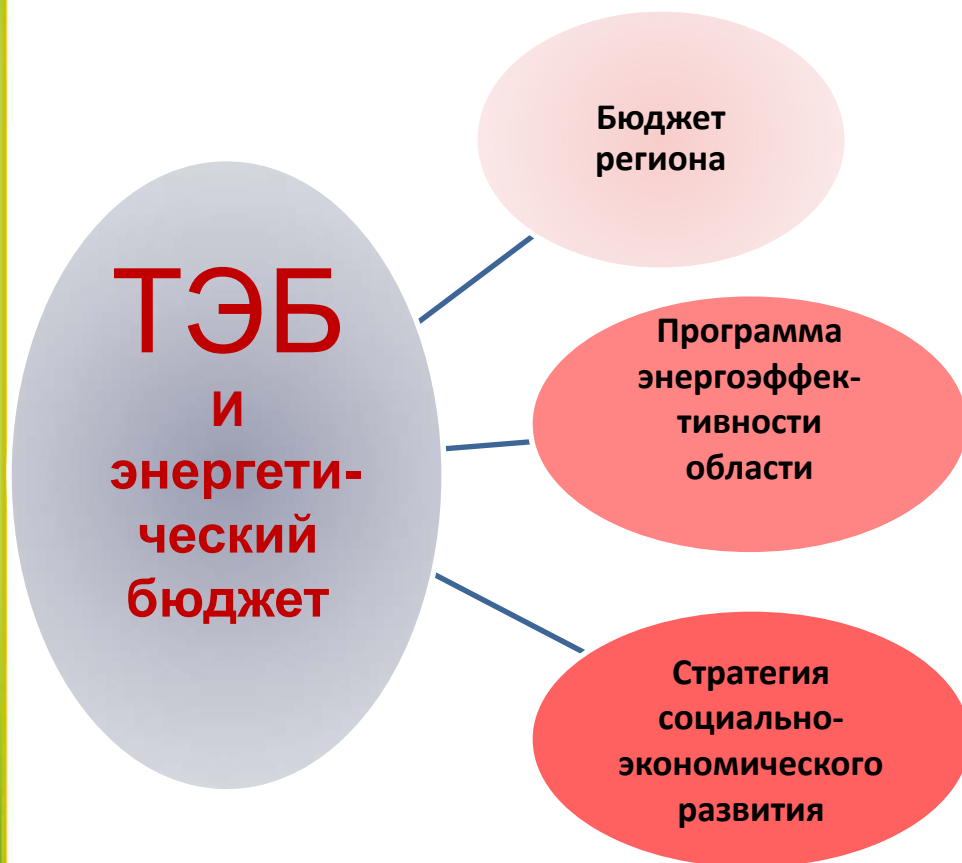 ТЭБ
и
энергети-
ческий
бюджет
Бюджет
региона
Программа
энергоэффек-
тивности
области
Стратегия
социально-
экономического
развития